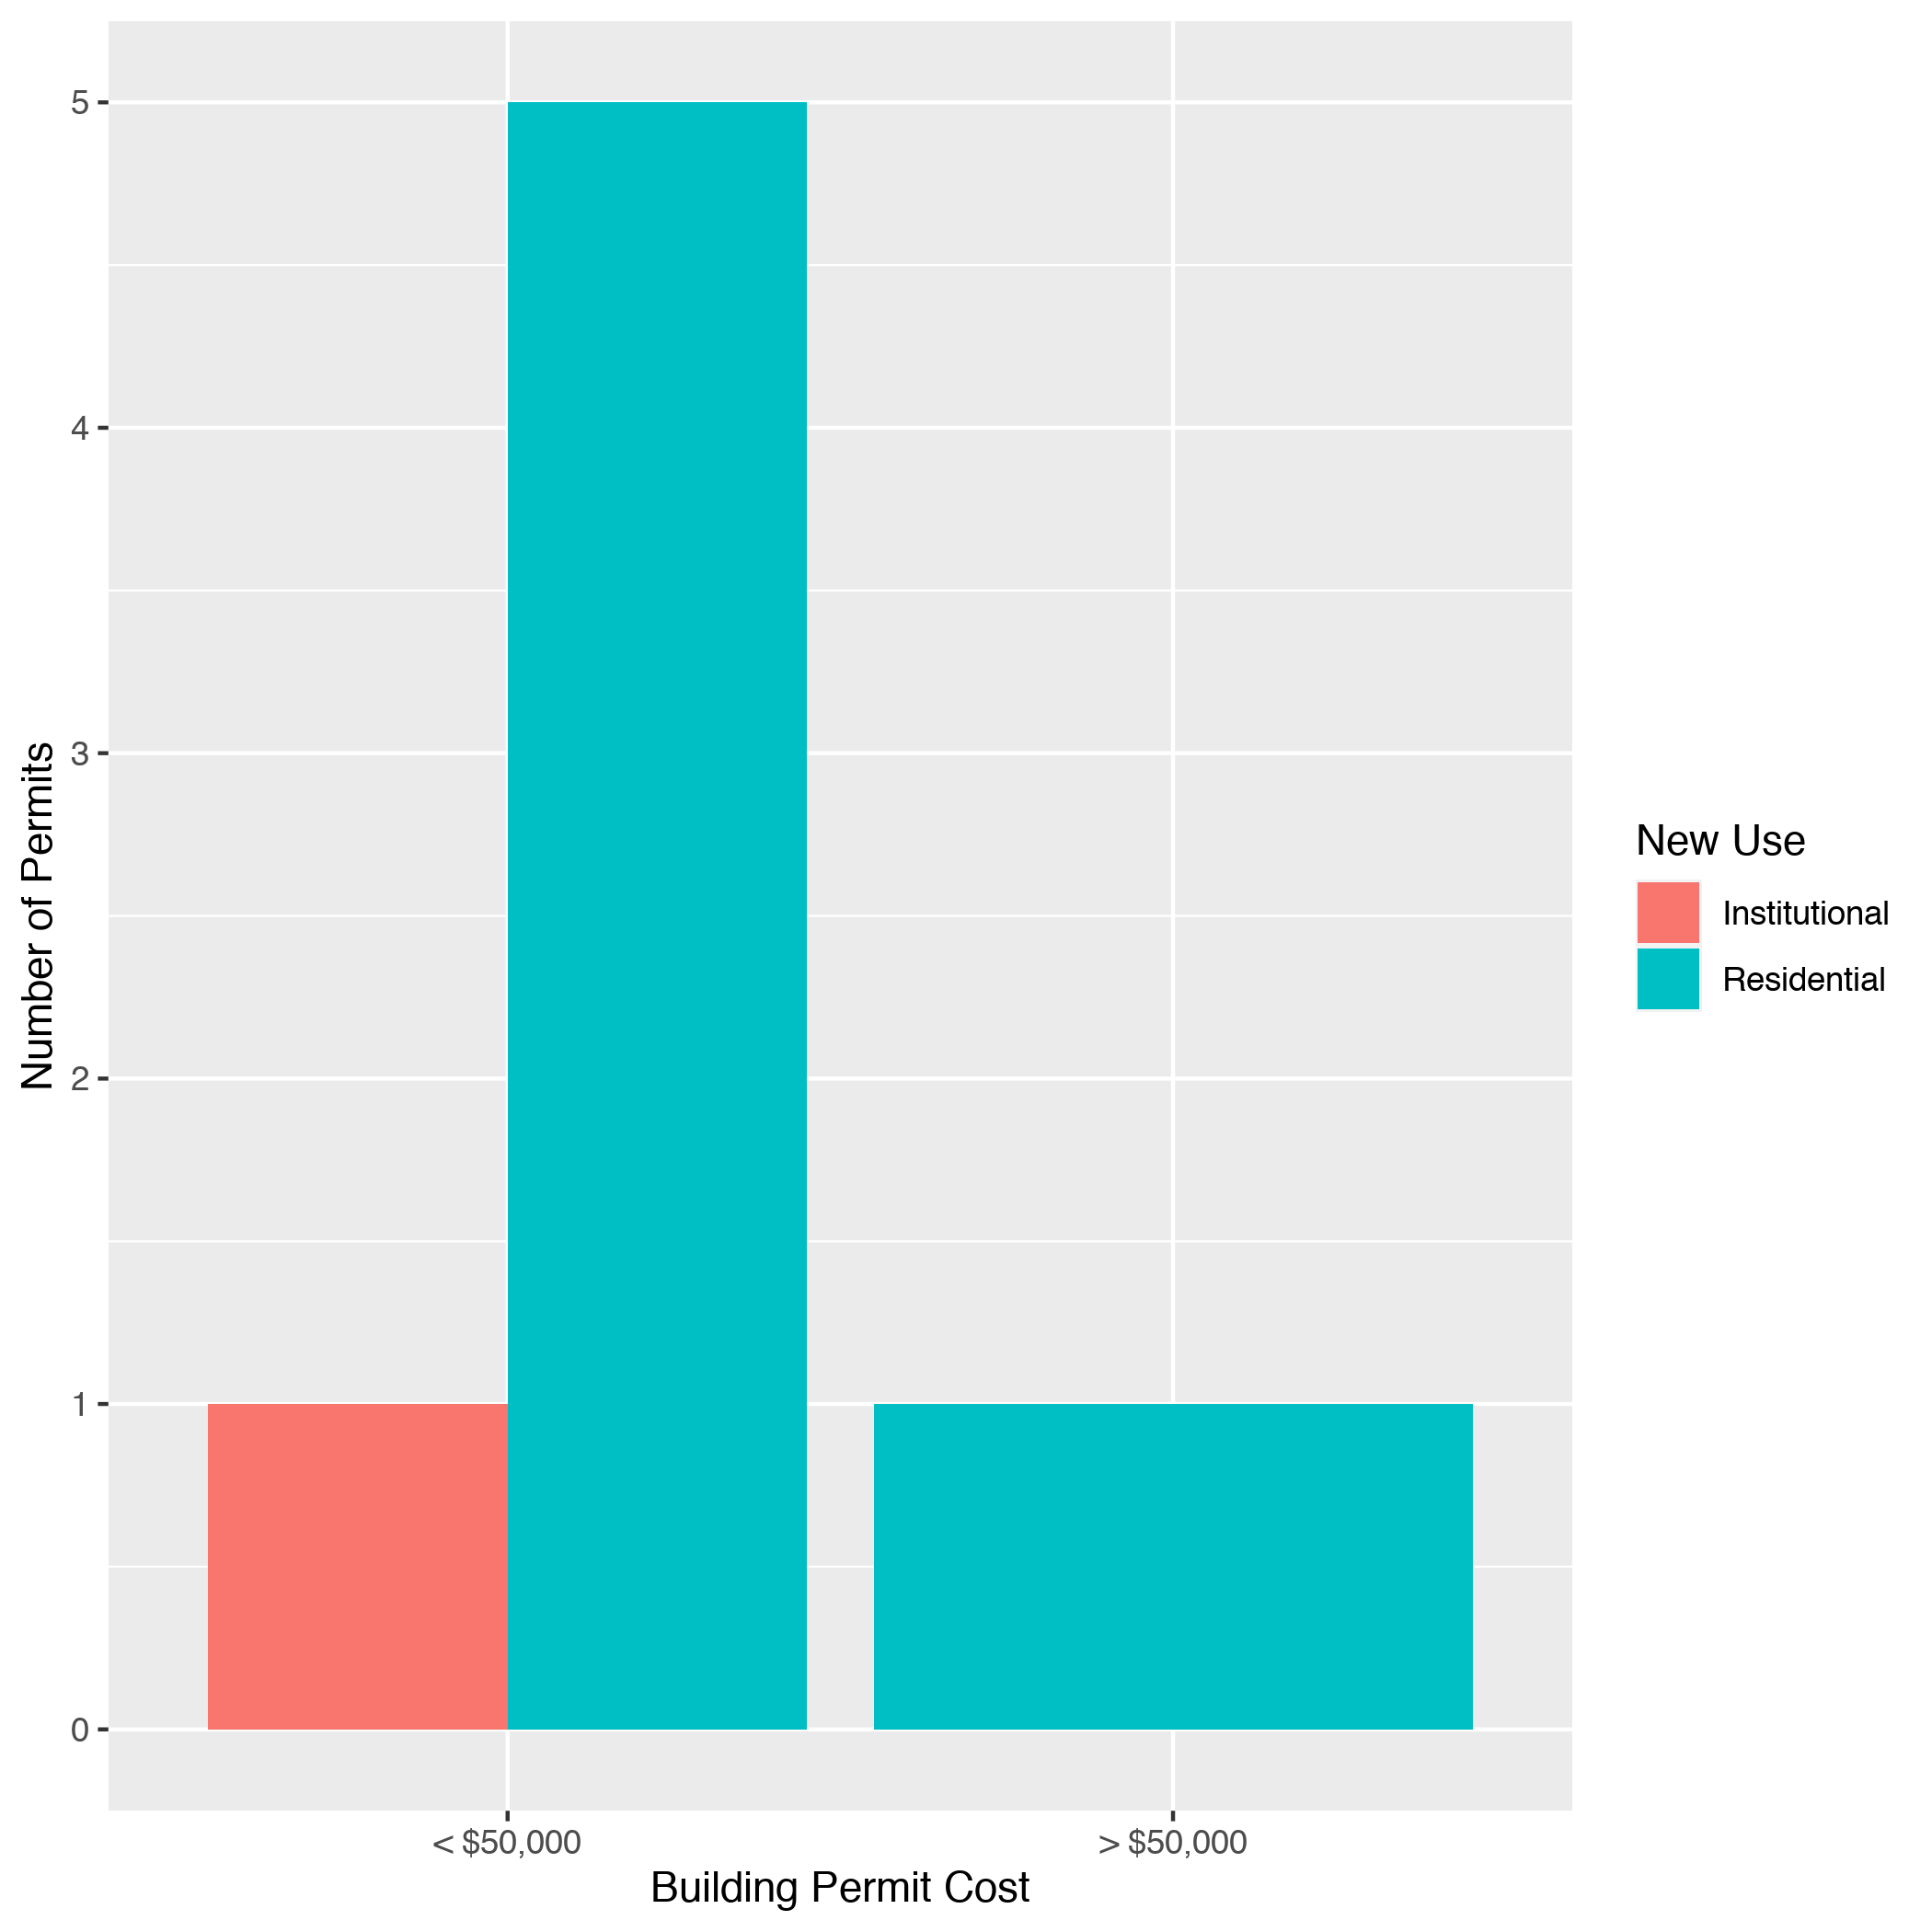 5
4
3
2
1
0
Number of Permits
< $50,000
> $50,000
Building Permit Cost
New Use
Institutional
Residential